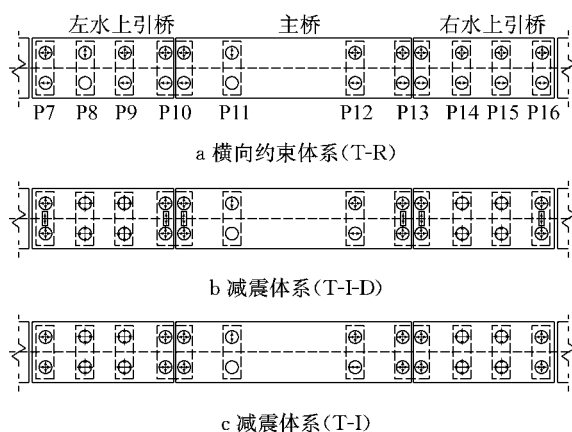 左水上引桥 主桥 右水上引桥
P7 P8 P9 P10 P11 P12 P13 P14 P15 P16
a 横向约束体系(T-R)
b 减震体系(T-I-D)
c 减震体系(T-I)